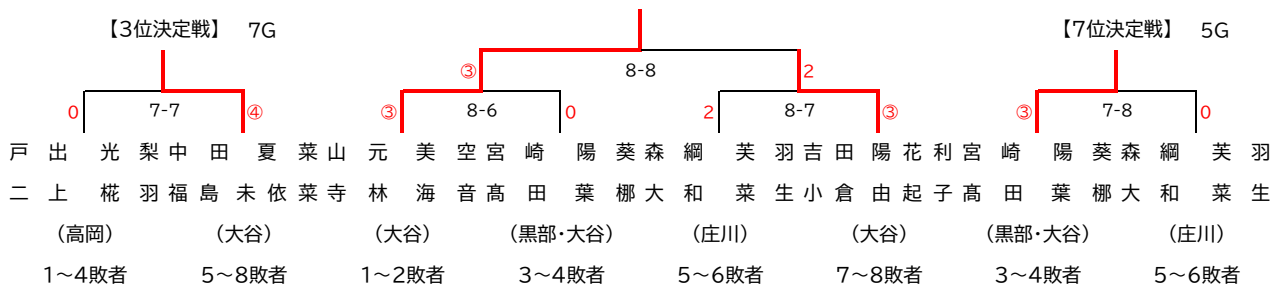 【3位決定戦】 7G 【7位決定戦】 5G
③ 8-8 2
0 7-7 ④ ③ 8-6 0 2 8-7 ③ ③ 7-8 0
戸出 光梨 中田 夏菜 山元 美空 宮崎 陽葵 森綱 芙羽 吉田 陽花利 宮崎 陽葵 森綱 芙羽
二上 椛羽 福島 未依菜 寺林 海音 髙田 葉梛 大和 菜生 小倉 由起子 髙田 葉梛 大和 菜生
(高岡) (大谷) (大谷) (黒部・大谷) (庄川) (大谷) (黒部・大谷) (庄川)
1～4敗者 5～8敗者 1～2敗者 3～4敗者 5～6敗者 7～8敗者 3～4敗者 5～6敗者